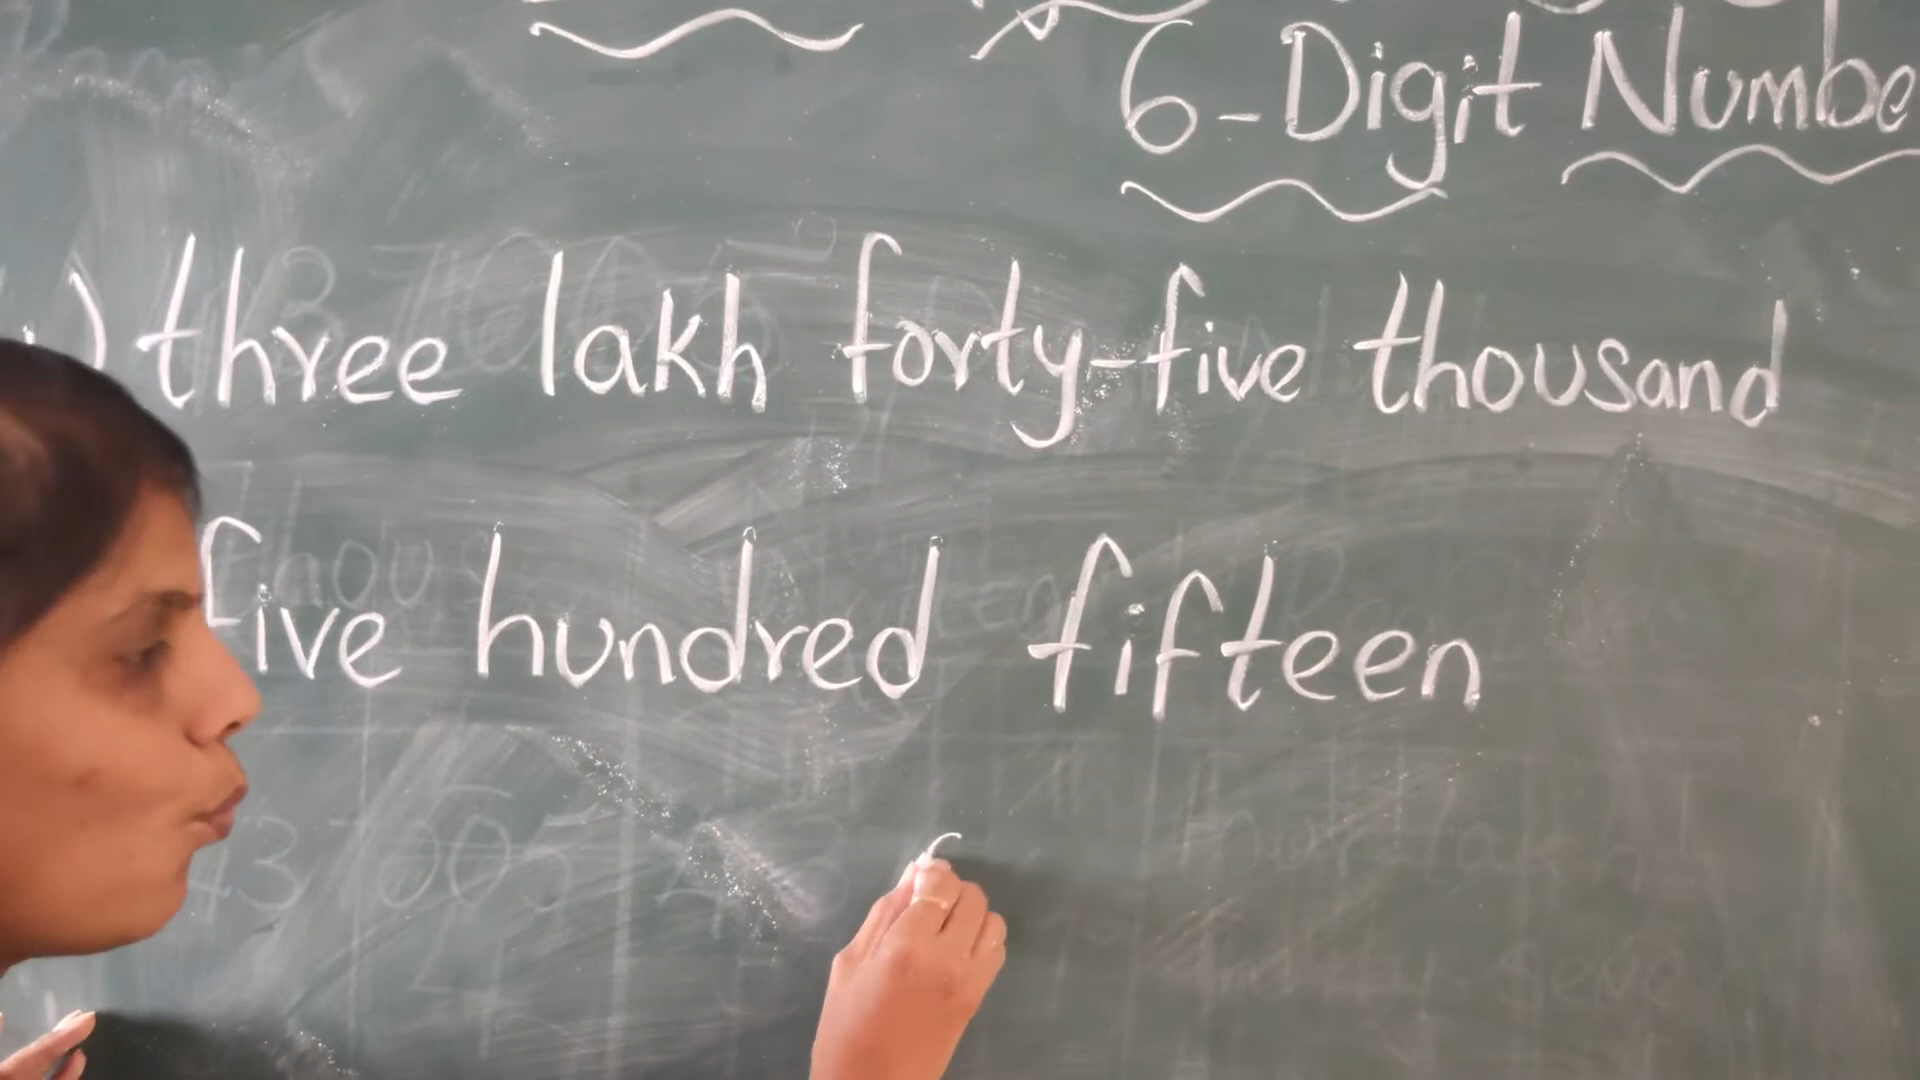 6-Digit Numbe
) three lakh forty-five thousand
five hundred fifteen